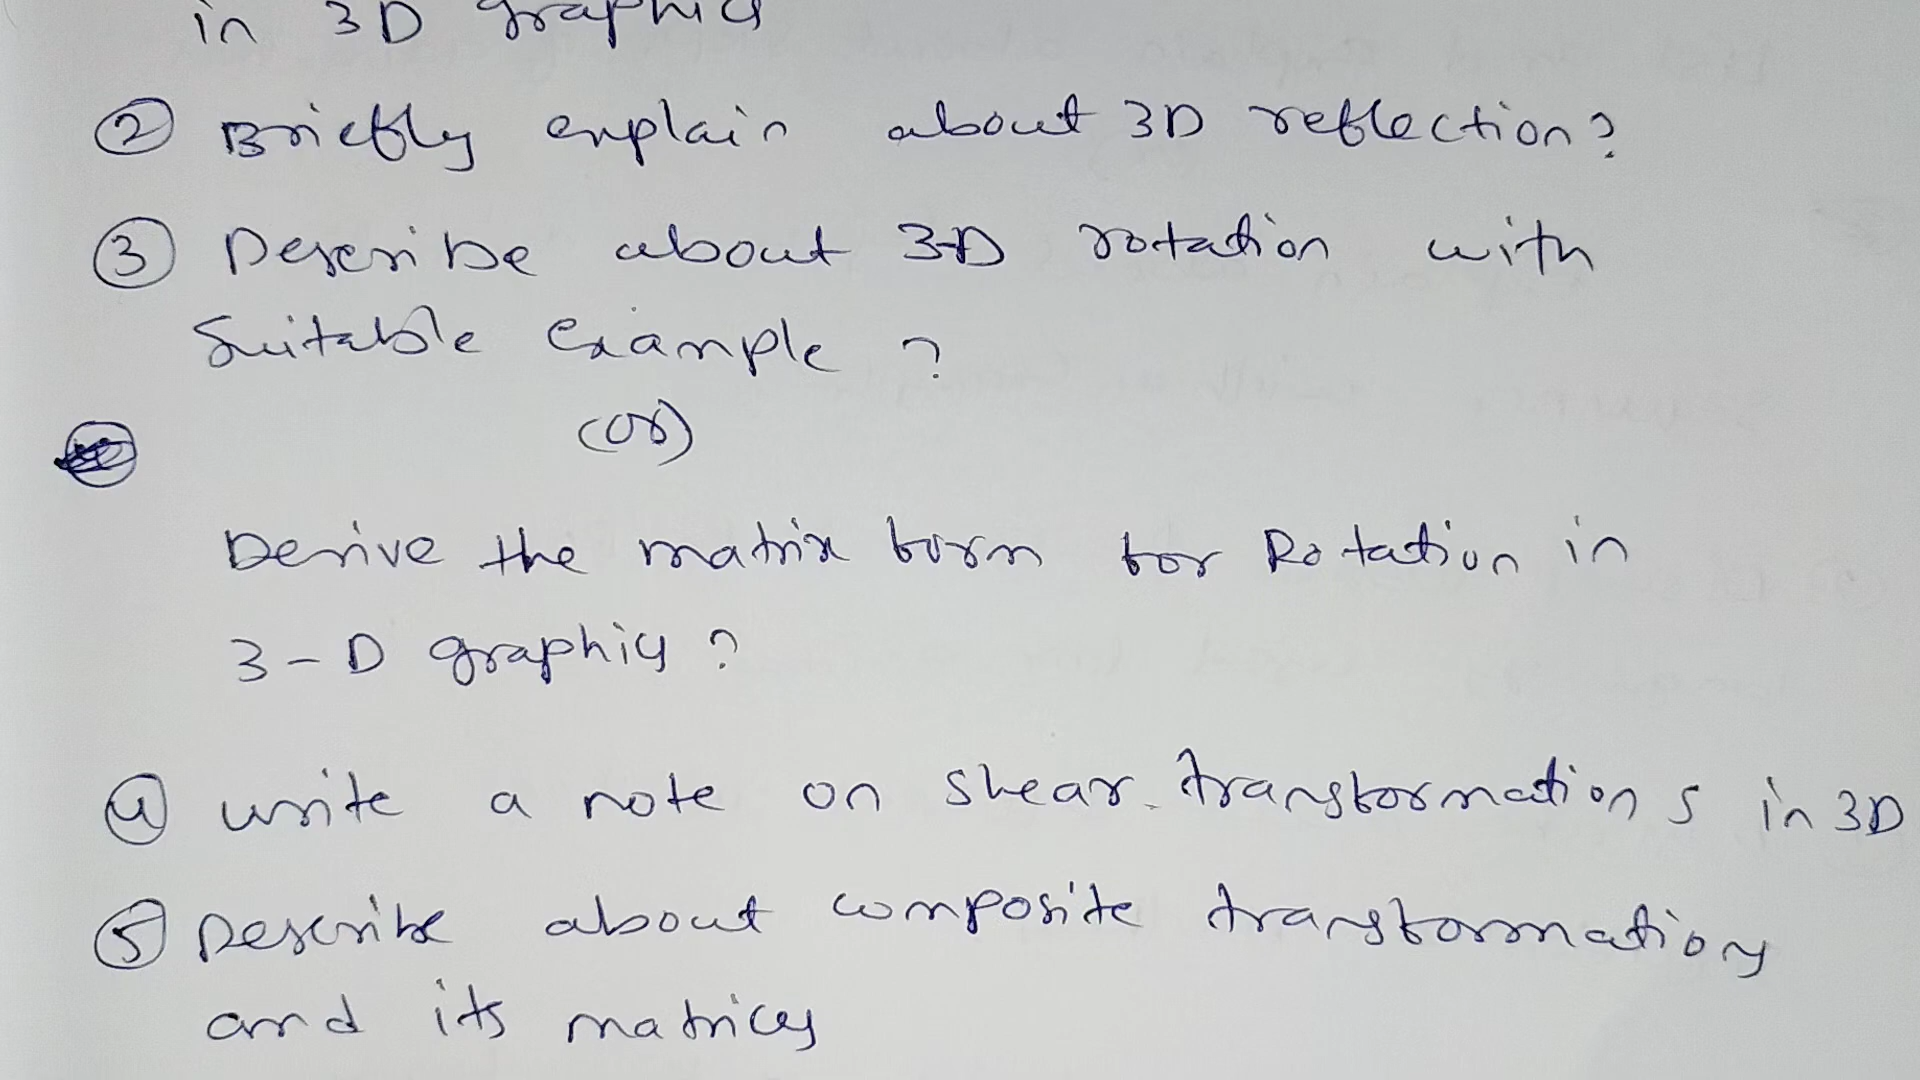 in 3D graphics
② Briefly explain about 3D reflection?
③ Describe about 3-D rotation with
Suitable Example ?
(or)
Derive the matrix form for Rotation in
3-D graphics ?
④ write a note on shear transformations in 3D
⑤ Describe about composite transformations
and its matrices